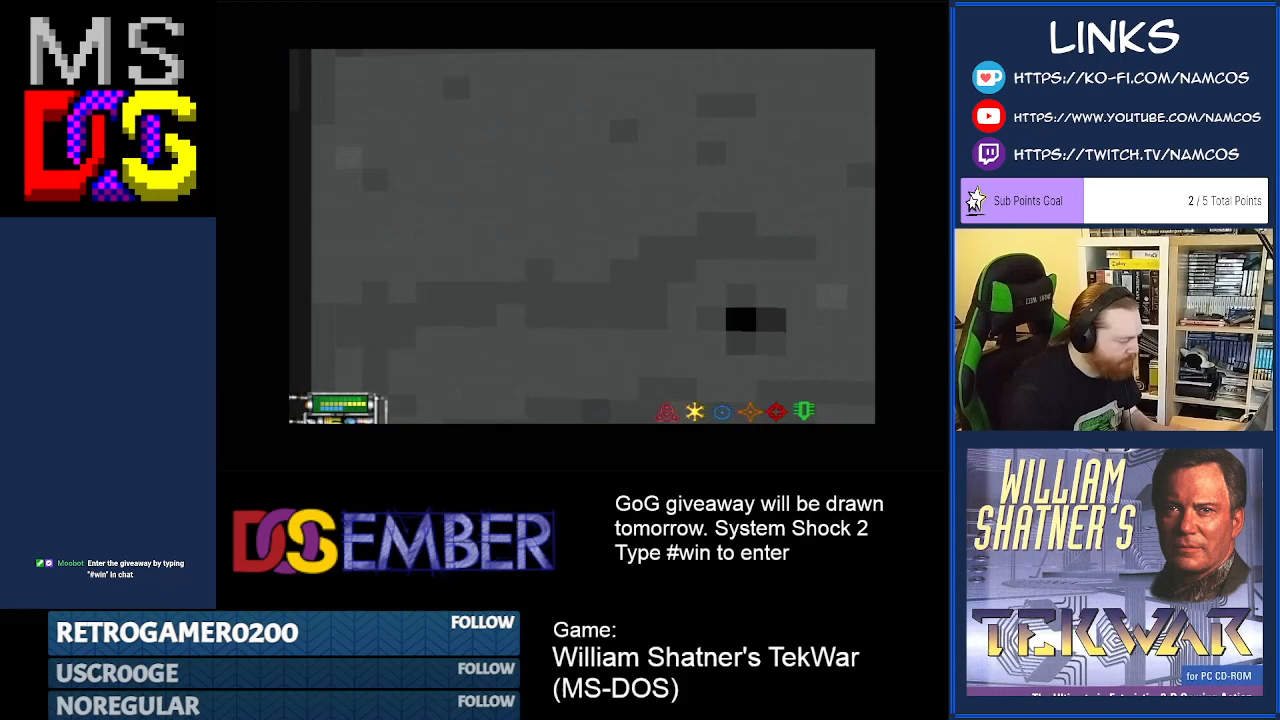 MS
DOS
Moobot Enter the giveaway by typing
"#win" in chat
DOSEMBER
GoG giveaway will be drawn
tomorrow. System Shock 2
Type #win to enter
RETROGAMER0200 FOLLOW
USCR00GE FOLLOW
NOREGULAR FOLLOW
Game:
William Shatner's TekWar
(MS-DOS)
LINKS
HTTPS://KO-FI.COM/NAMCOS
HTTPS://WWW.YOUTUBE.COM/NAMCOS
HTTPS://TWITCH.TV/NAMCOS
Sub Points Goal 2 / 5 Total Points
WILLIAM
SHATNER'S
TEKWAR
for PC CD-ROM